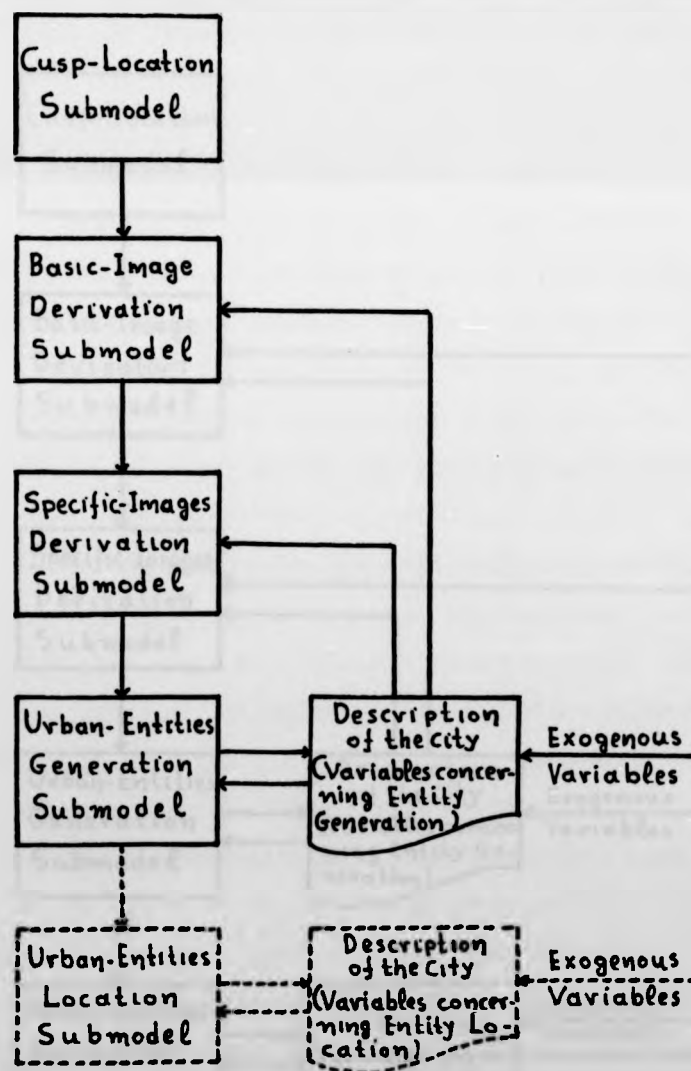 Cusp-Location
Submodel
Basic-Image
Derivation
Submodel
Specific-Images
Derivation
Submodel
Urban-Entities
Generation
Submodel
Description
of the City
(Variables concer-
ning Entity
Generation)
Exogenous
Variables
Urban-Entities
Location
Submodel
Description
of the City
(Variables concer-
ning Entity Lo-
cation)
Exogenous
Variables